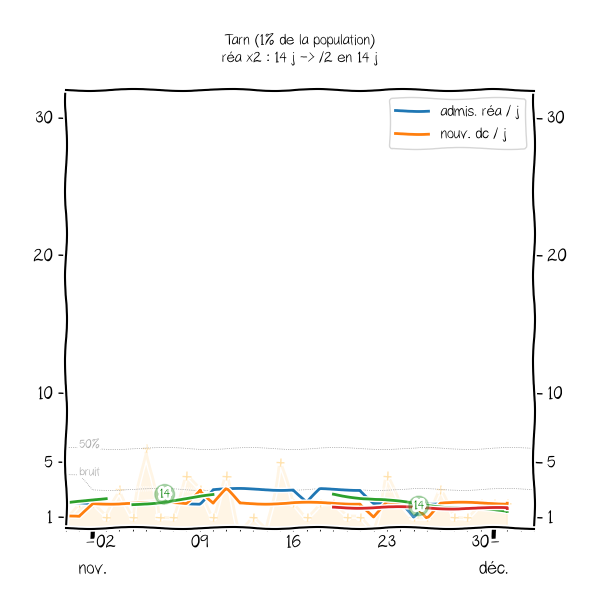 Tarn (1% de la population)
réa x2 : 14 j -> /2 en 14 j
admis. réa / j
nouv. dc / j
30 30
20 20
10 10
5 5
50%
bruit
14 14
1 1
02 09 16 23 30
nov. déc.